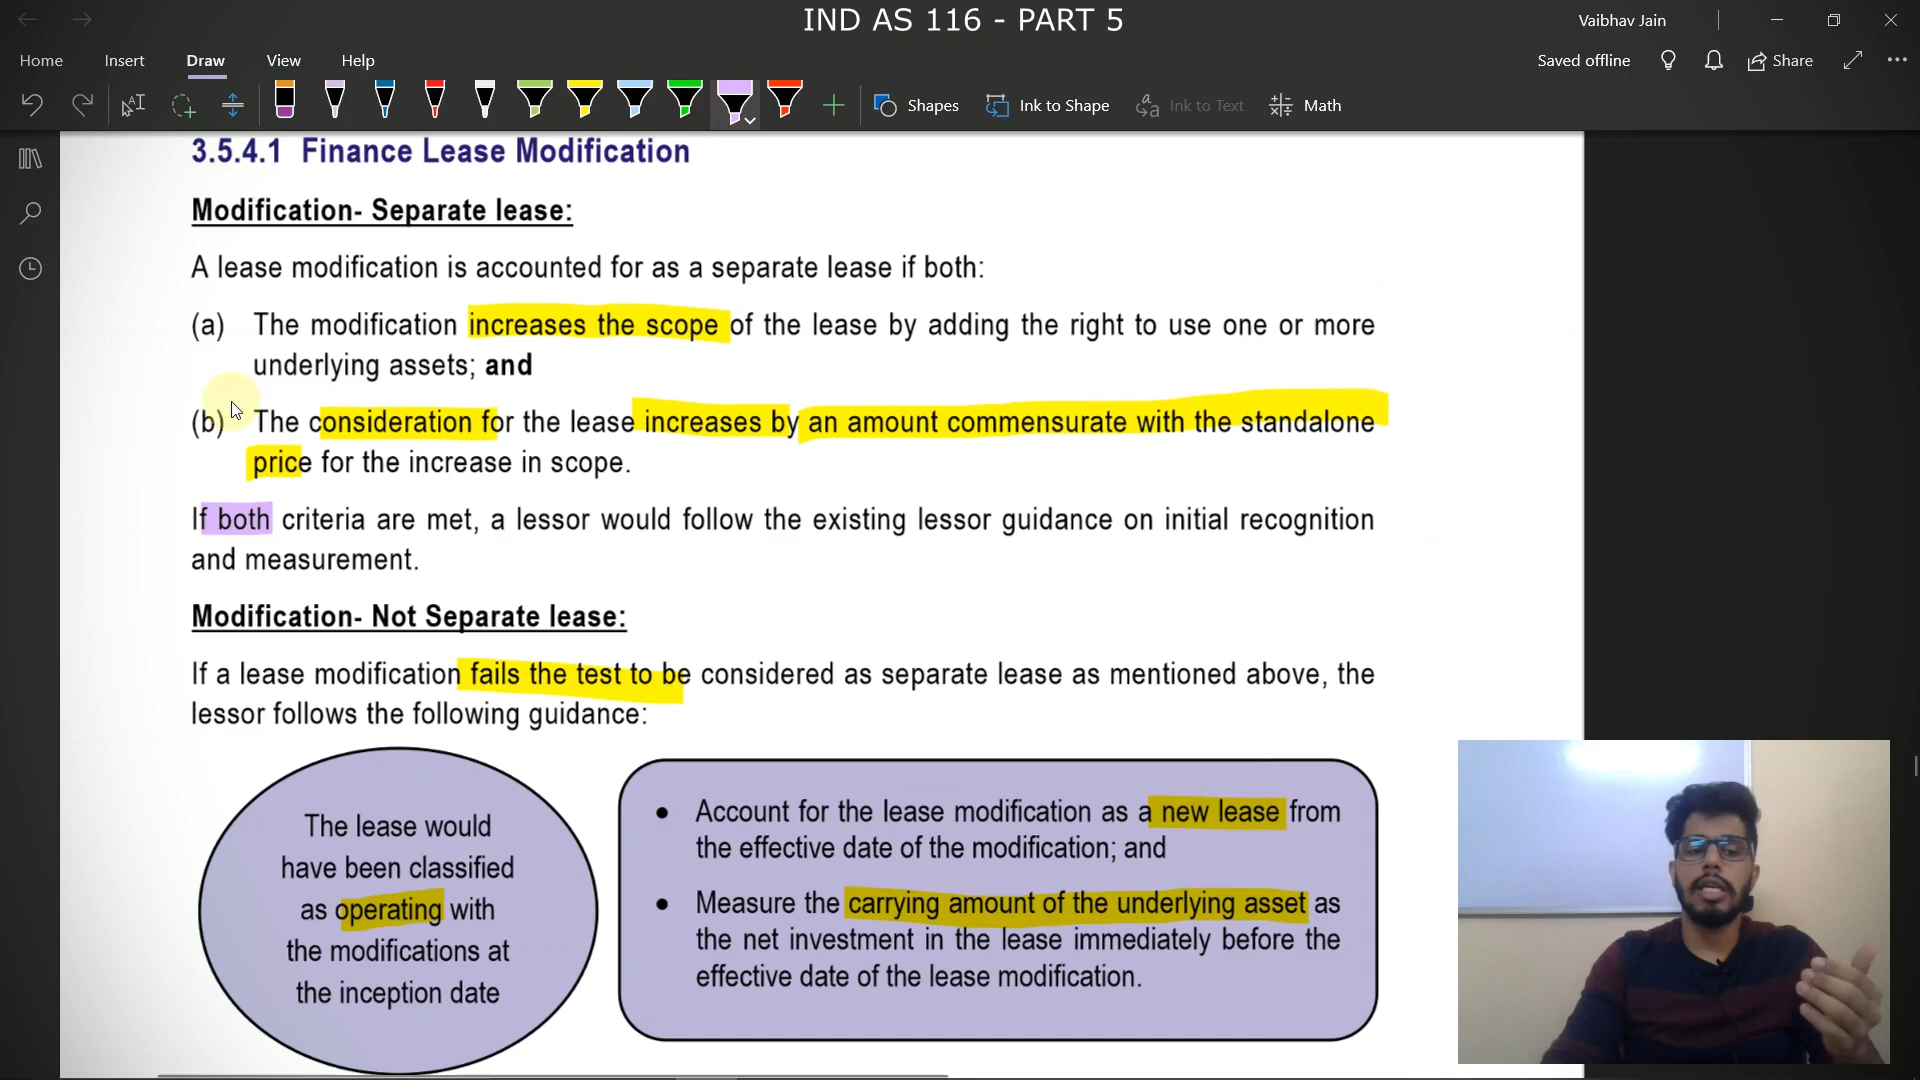 IND AS 116 - PART 5
Vaibhav Jain
Home Insert Draw View Help
Saved offline
Share
Shapes Ink to Shape Ink to Text Math
3.5.4.1 Finance Lease Modification
Modification- Separate lease:
A lease modification is accounted for as a separate lease if both:
(a) The modification increases the scope of the lease by adding the right to use one or more
underlying assets; and
(b) The consideration for the lease increases by an amount commensurate with the standalone
price for the increase in scope.
If both criteria are met, a lessor would follow the existing lessor guidance on initial recognition
and measurement.
Modification- Not Separate lease:
If a lease modification fails the test to be considered as separate lease as mentioned above, the
lessor follows the following guidance:
The lease would
have been classified
as operating with
the modifications at
the inception date
• Account for the lease modification as a new lease from
the effective date of the modification; and
• Measure the carrying amount of the underlying asset as
the net investment in the lease immediately before the
effective date of the lease modification.